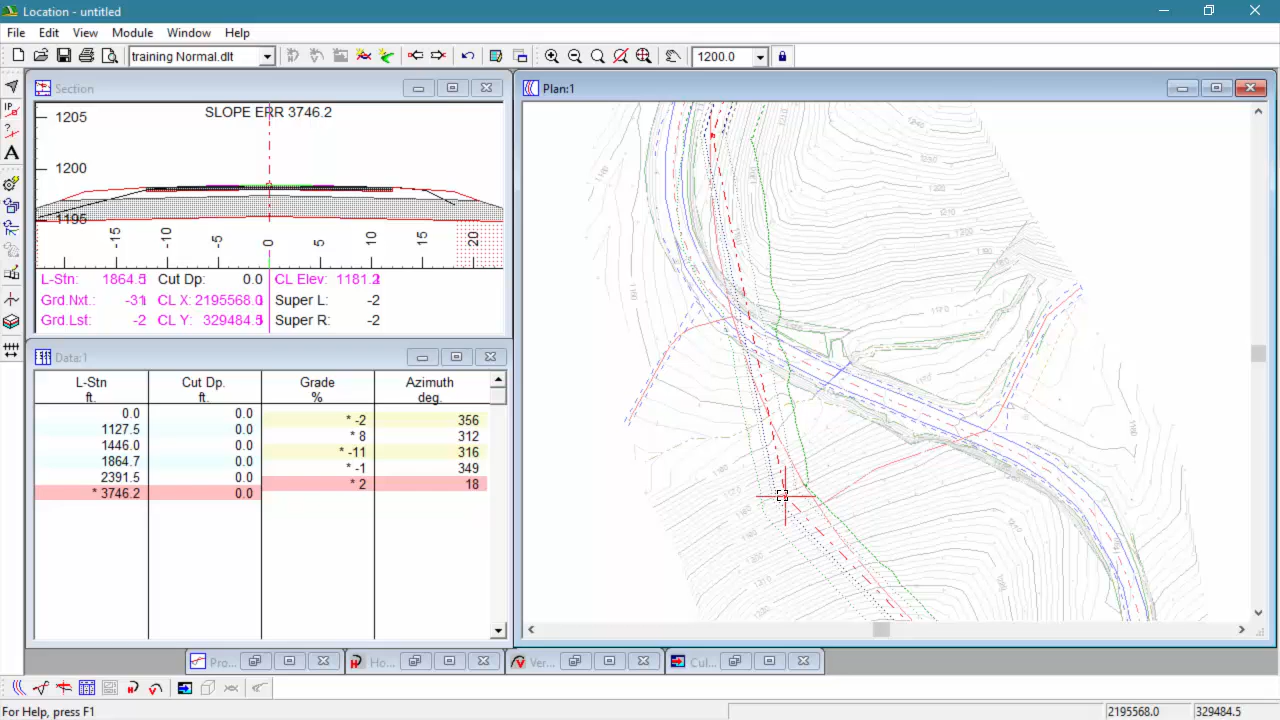 Location - untitled
File Edit View Module Window Help
training Normal.dlt
1200.0
Section
SLOPE ERR 3746.2
1205
1200
1195
-15 -10 -5 0 5 10 15 20
L-Stn: 1864.5 Cut Dp: 0.0 CL Elev: 1181.2
Grd.Nxt.: -31 CL X: 2195568.0 Super L: -2
Grd.Lst: -2 CL Y: 329484.5 Super R: -2
Data:1
L-Stn Cut Dp. Grade Azimuth
ft. ft. % deg.
0.0 0.0
* -2 356
1127.5 0.0
* 8 312
1446.0 0.0
* -11 316
1864.7 0.0
* -1 349
2391.5 0.0
* 2 18
* 3746.2 0.0
Plan:1
Pro...
Ho...
Ver...
Cul...
For Help, press F1
2195568.0
329484.5